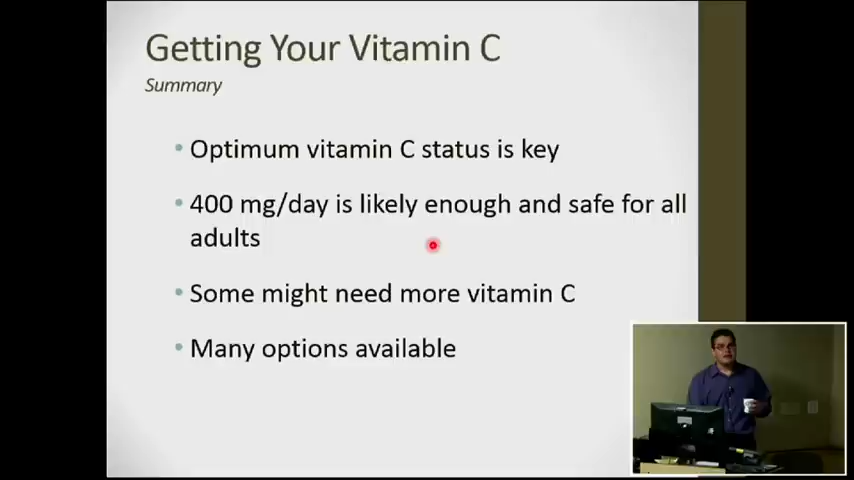 Getting Your Vitamin C
Summary
• Optimum vitamin C status is key
• 400 mg/day is likely enough and safe for all
adults
• Some might need more vitamin C
• Many options available